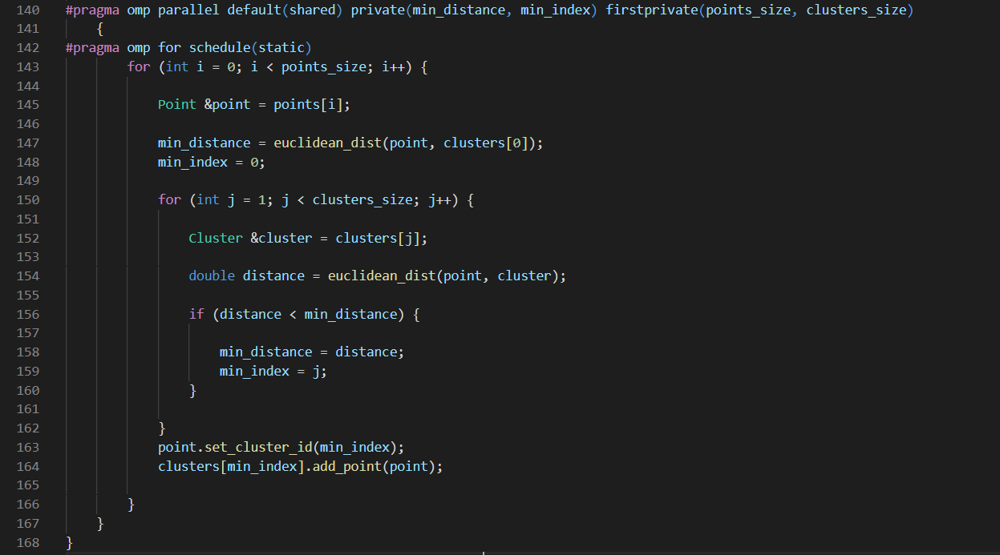 140 #pragma omp parallel default(shared) private(min_distance, min_index) firstprivate(points_size, clusters_size)
141     {
142 #pragma omp for schedule(static)
143         for (int i = 0; i < points_size; i++) {
144
145             Point &point = points[i];
146
147             min_distance = euclidean_dist(point, clusters[0]);
148             min_index = 0;
149
150             for (int j = 1; j < clusters_size; j++) {
151
152                 Cluster &cluster = clusters[j];
153
154                 double distance = euclidean_dist(point, cluster);
155
156                 if (distance < min_distance) {
157
158                     min_distance = distance;
159                     min_index = j;
160                 }
161
162             }
163             point.set_cluster_id(min_index);
164             clusters[min_index].add_point(point);
165
166         }
167     }
168 }